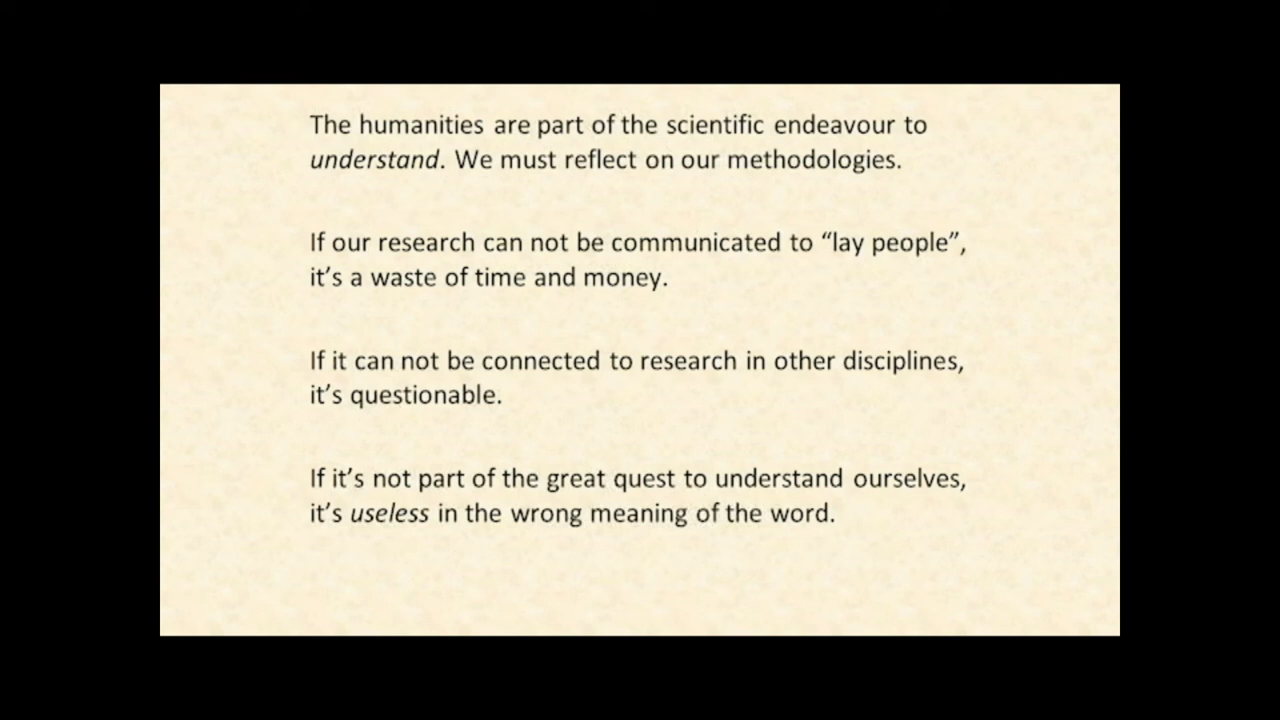 The humanities are part of the scientific endeavour to
understand. We must reflect on our methodologies.
If our research can not be communicated to “lay people”,
it’s a waste of time and money.
If it can not be connected to research in other disciplines,
it’s questionable.
If it’s not part of the great quest to understand ourselves,
it’s useless in the wrong meaning of the word.